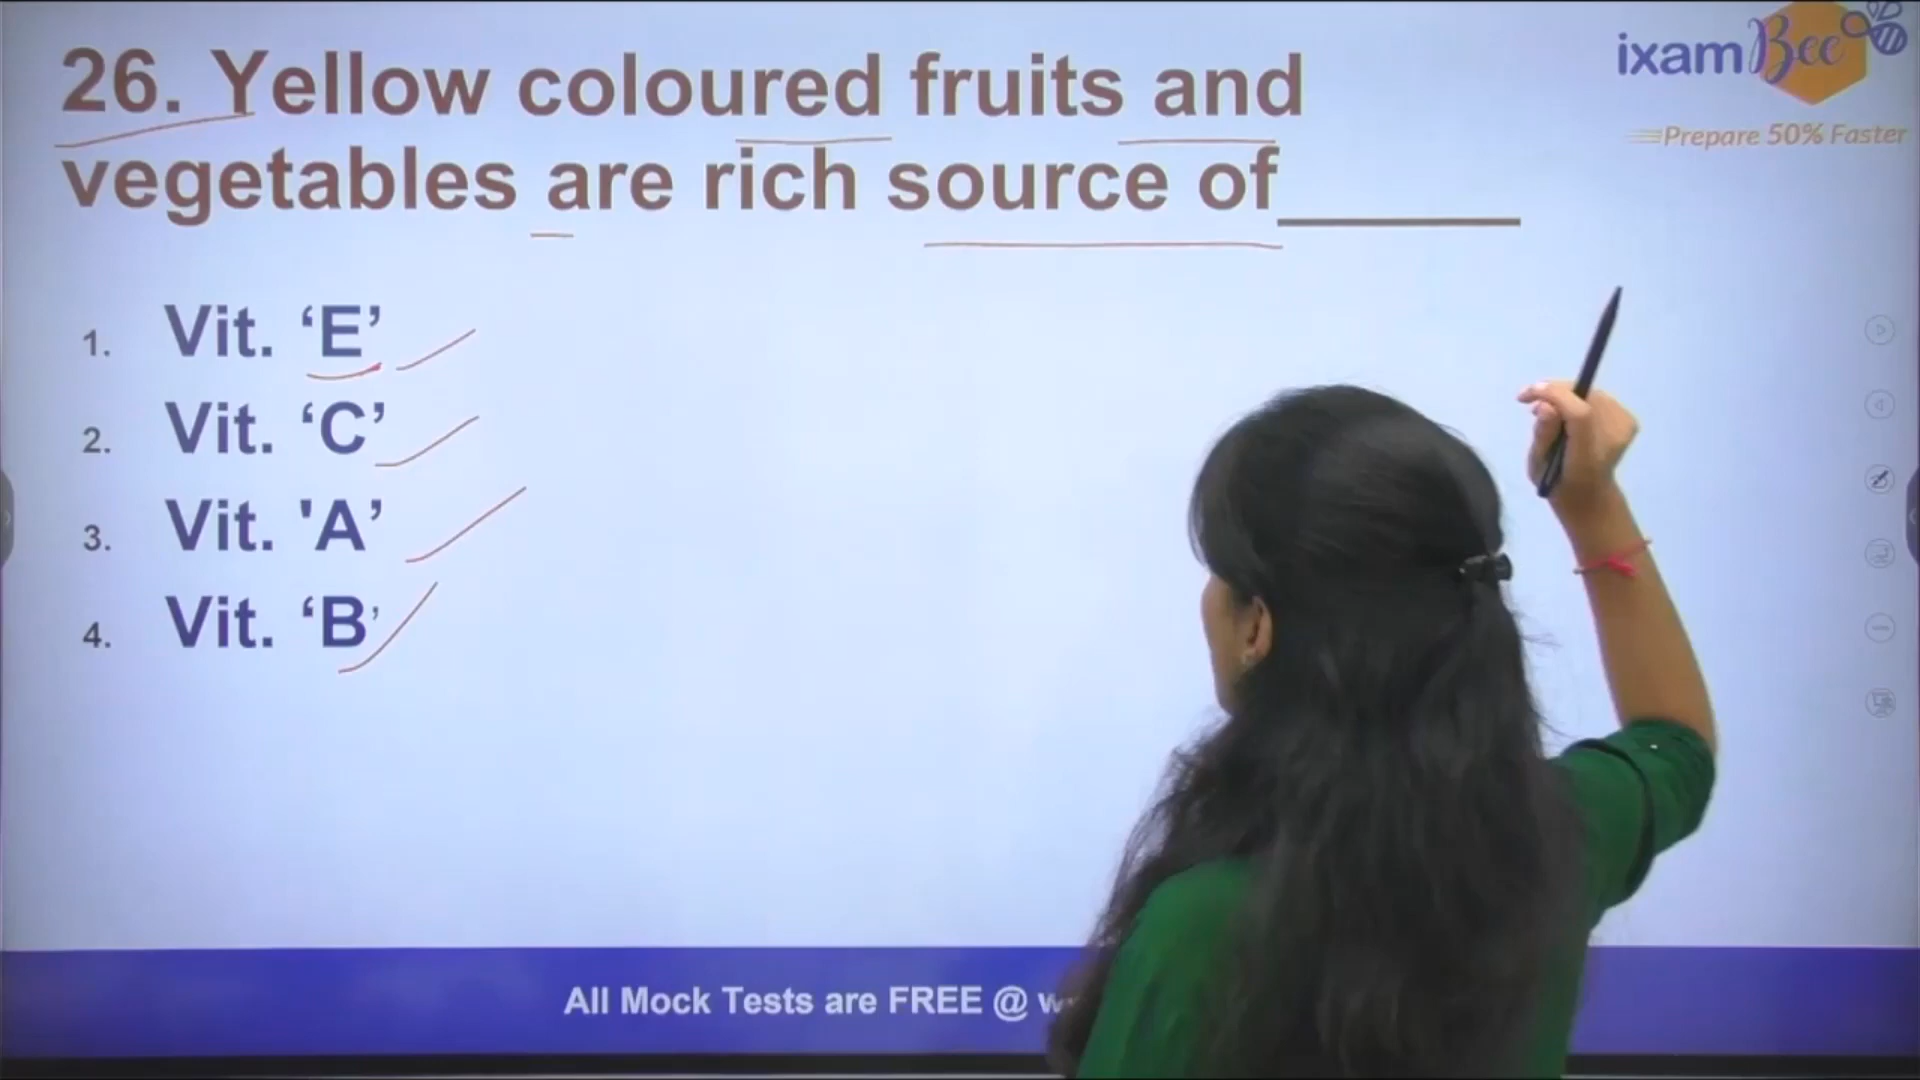 26. Yellow coloured fruits and
vegetables are rich source of______
1. Vit. ‘E’
2. Vit. ‘C’
3. Vit. 'A’
4. Vit. ‘B’
ixamBee
Prepare 50% Faster
All Mock Tests are FREE @